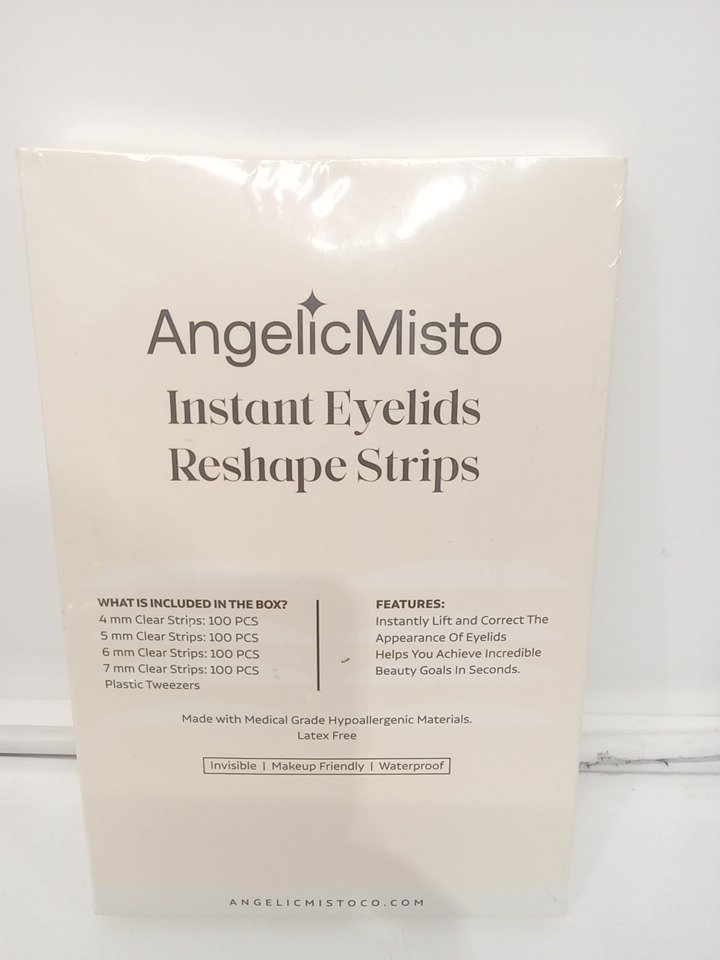 AngelicMisto
Instant Eyelids
Reshape Strips
WHAT IS INCLUDED IN THE BOX?
4 mm Clear Strips: 100 PCS
5 mm Clear Strips: 100 PCS
6 mm Clear Strips: 100 PCS
7 mm Clear Strips: 100 PCS
Plastic Tweezers
FEATURES:
Instantly Lift and Correct The
Appearance Of Eyelids
Helps You Achieve Incredible
Beauty Goals In Seconds.
Made with Medical Grade Hypoallergenic Materials.
Latex Free
Invisible | Makeup Friendly | Waterproof
ANGELICMISTOCO.COM